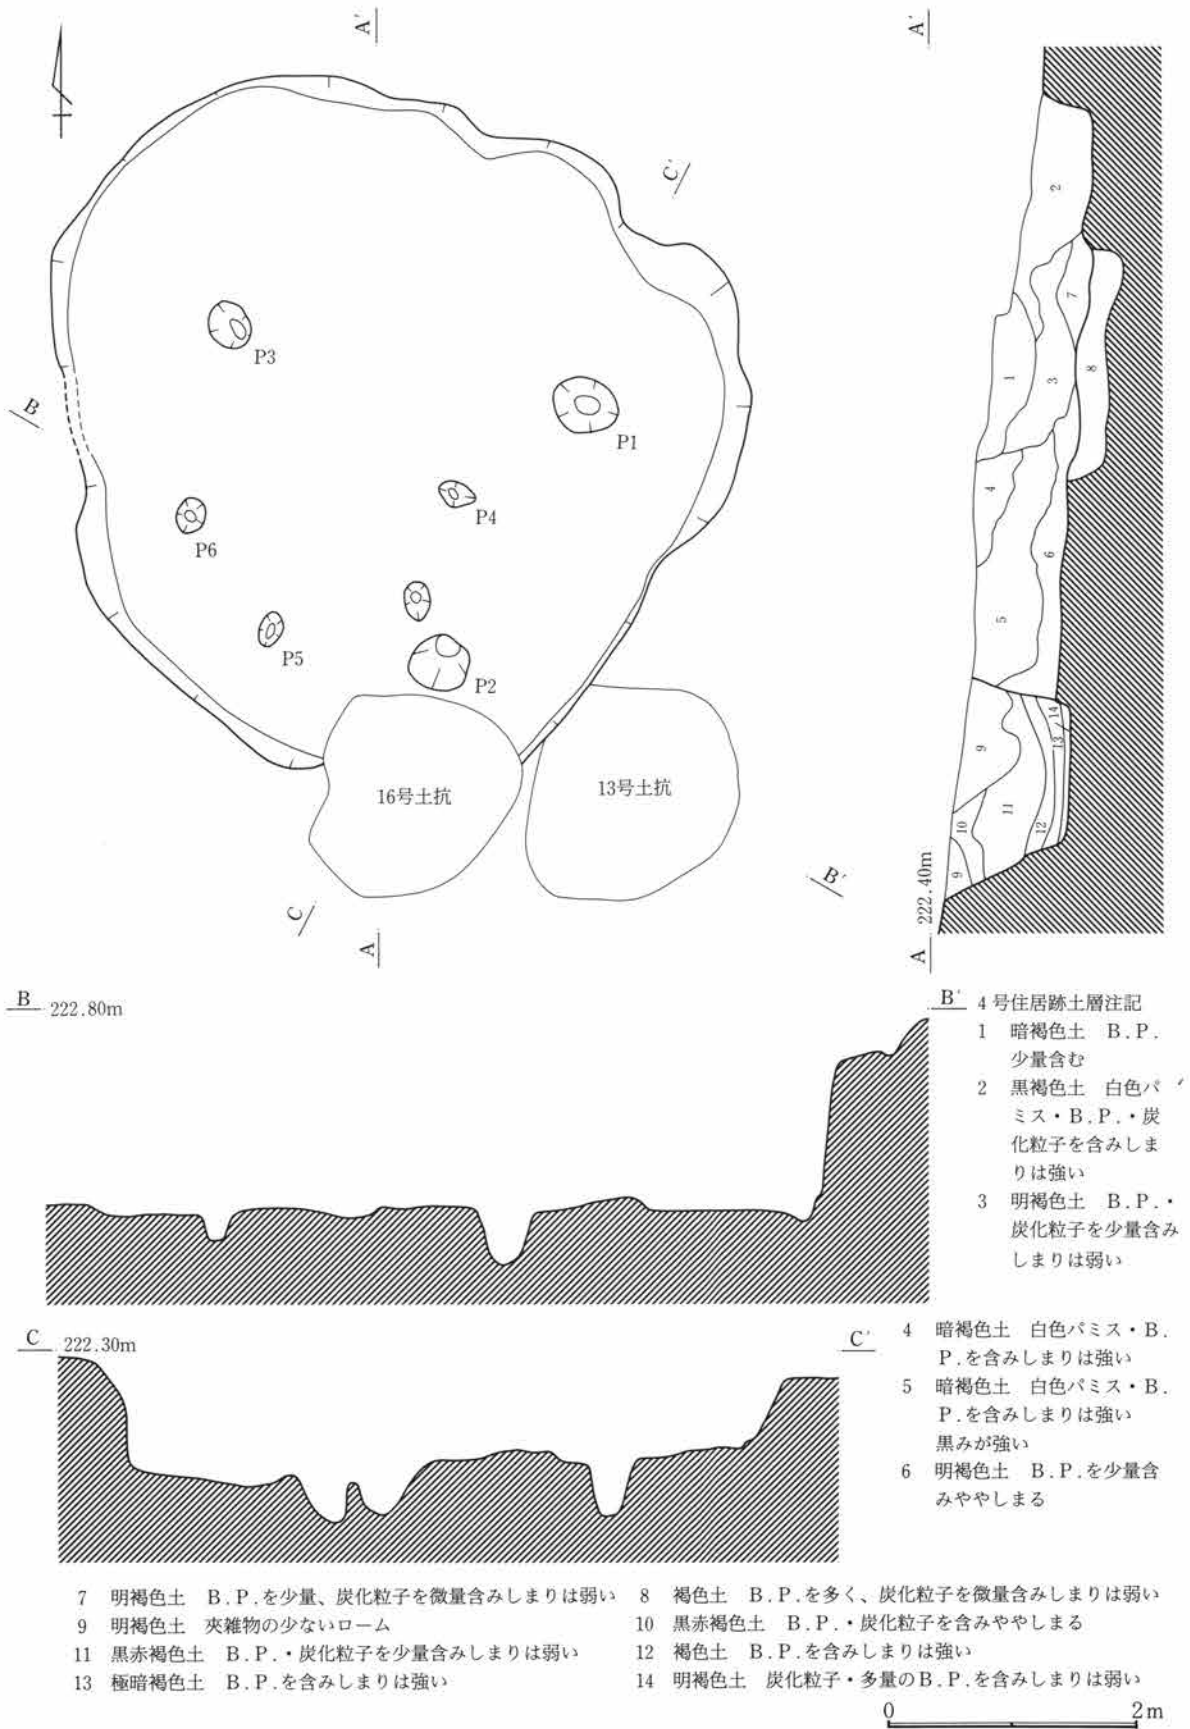 A'
A'
C'
P3
B
P1
P4
P6
P5
P2
16号土抗
13号土抗
B'
C
A
1
2
3
4
5
6
7
8
9
10
11
12
13
14
9
A 222.40m
B 222.80m
B'
4号住居跡土層注記
1 暗褐色土 B.P.
少量含む
2 黒褐色土 白色パ
ミス・B.P.・炭
化粒子を含みしま
りは強い
3 明褐色土 B.P.・
炭化粒子を少量含み
しまりは弱い
C 222.30m
C'
4 暗褐色土 白色パミス・B.
P.を含みしまりは強い
5 暗褐色土 白色パミス・B.
P.を含みしまりは強い
黒みが強い
6 明褐色土 B.P.を少量含
みややしまる
7 明褐色土 B.P.を少量、炭化粒子を微量含みしまりは弱い
8 褐色土 B.P.を多く、炭化粒子を微量含みしまりは弱い
9 明褐色土 夾雑物の少ないローム
10 黒赤褐色土 B.P.・炭化粒子を含みややしまる
11 黒赤褐色土 B.P.・炭化粒子を少量含みしまりは弱い
12 褐色土 B.P.を含みしまりは強い
13 極暗褐色土 B.P.を含みしまりは強い
14 明褐色土 炭化粒子・多量のB.P.を含みしまりは弱い
0 2m